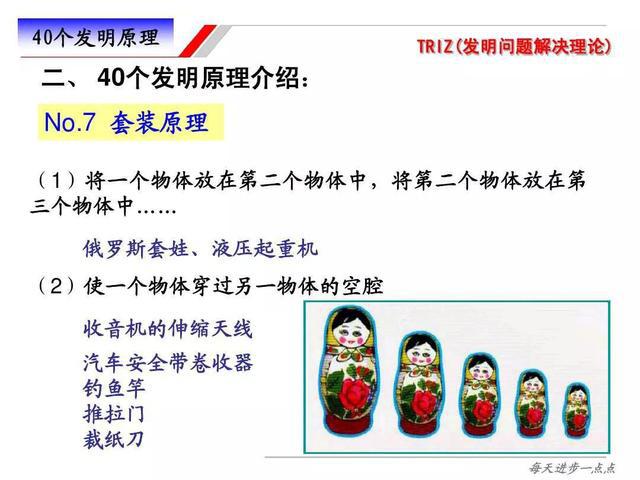 40个发明原理
TRIZ(发明问题解决理论)
二、 40个发明原理介绍：
No.7 套装原理
（1）将一个物体放在第二个物体中，将第二个物体放在第
三个物体中……
俄罗斯套娃、液压起重机
（2）使一个物体穿过另一物体的空腔
收音机的伸缩天线
汽车安全带卷收器
钓鱼竿
推拉门
裁纸刀
每天进步一点点